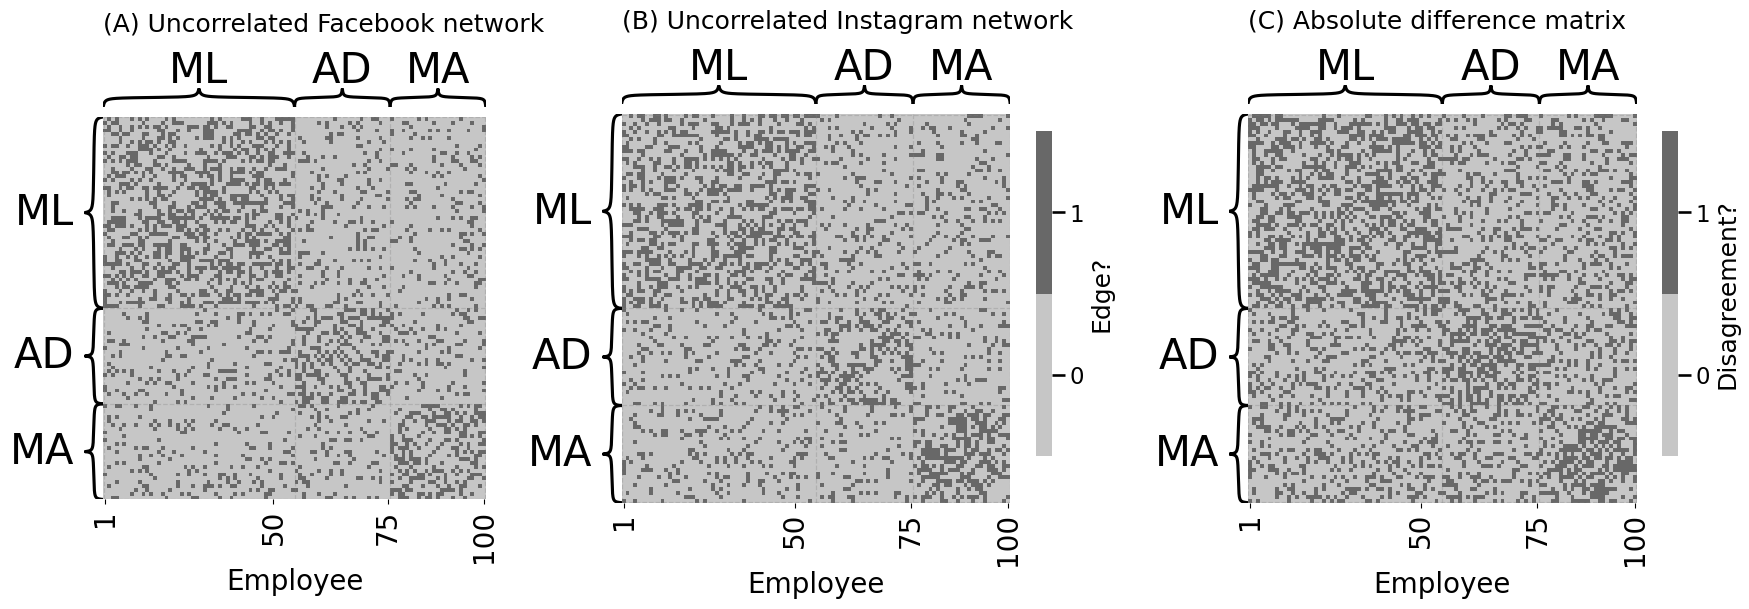 (A) Uncorrelated Facebook network
ML AD MA
ML
AD
MA
1 50 75 100
Employee
(B) Uncorrelated Instagram network
ML AD MA
ML
AD
MA
1 50 75 100
Employee
1
0
Edge?
(C) Absolute difference matrix
ML AD MA
ML
AD
MA
1 50 75 100
Employee
1
0
Disagreement?